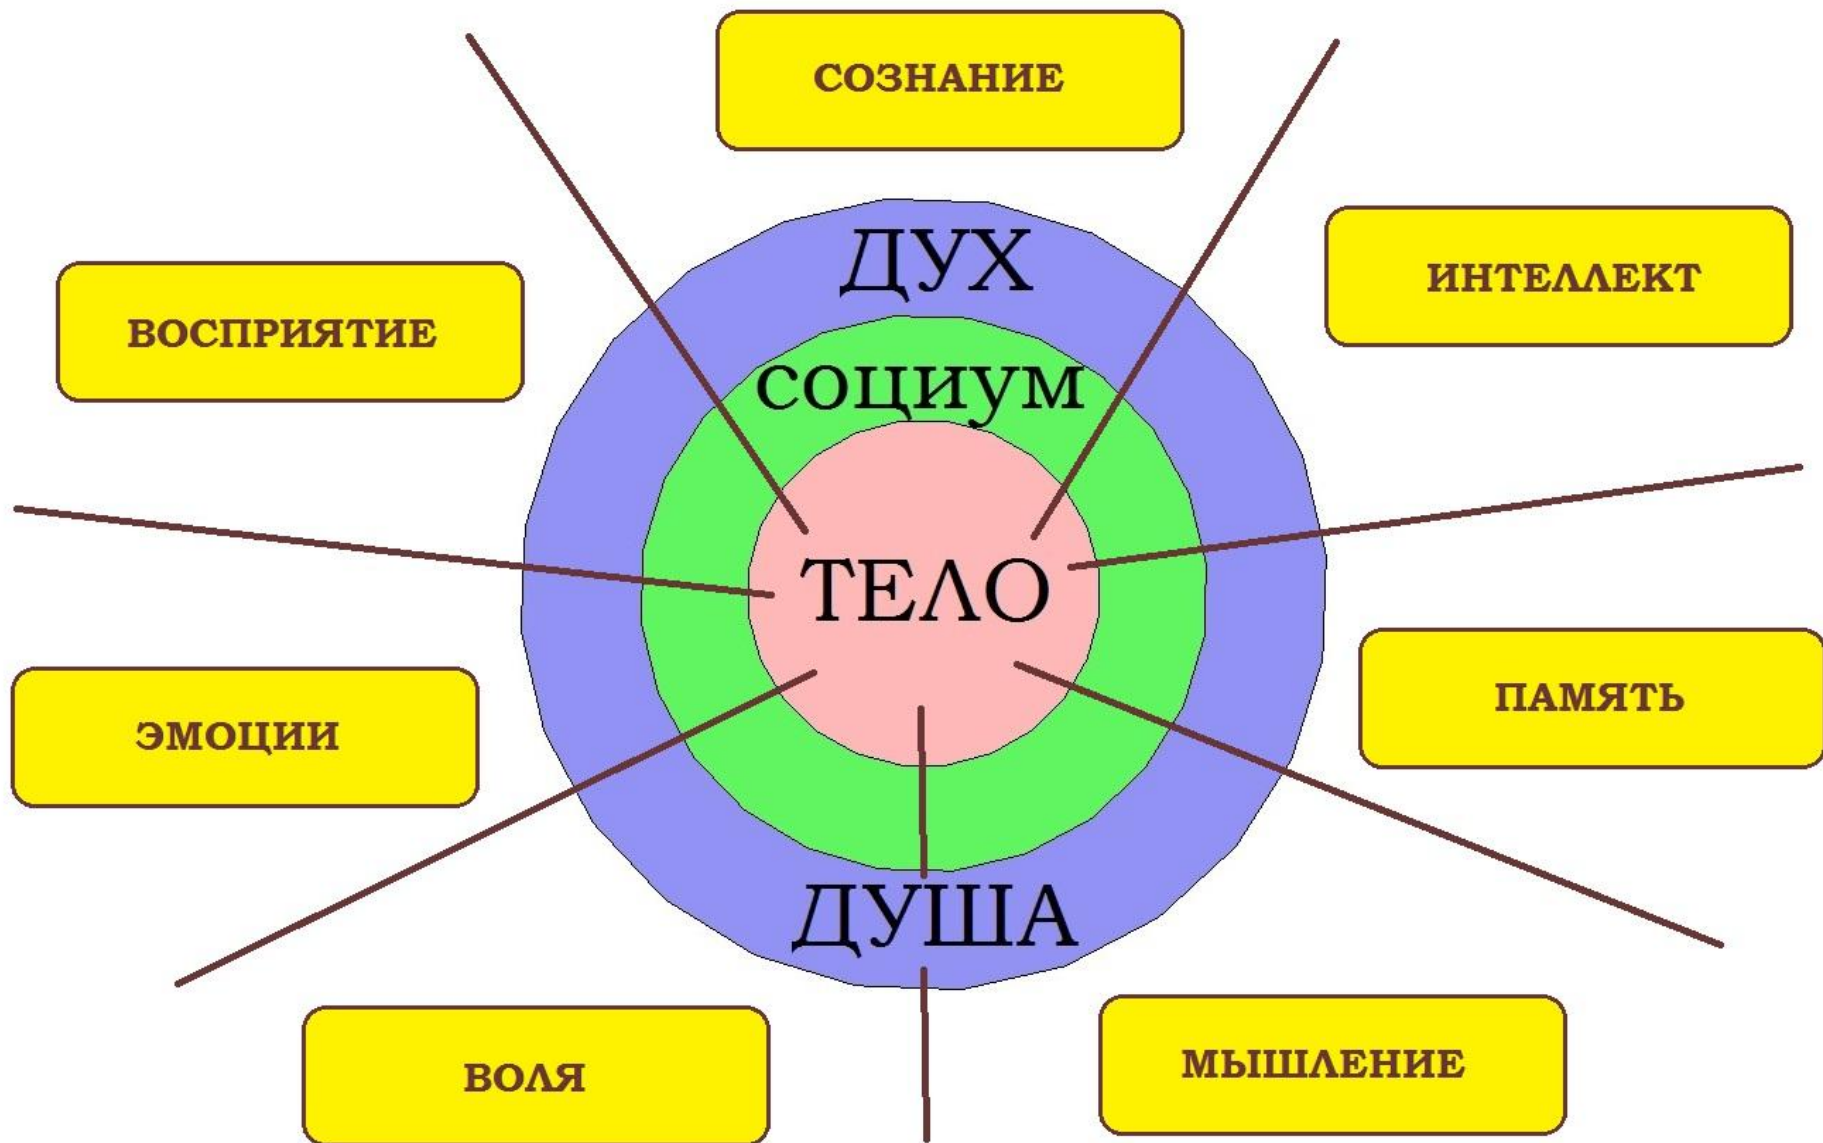 СОЗНАНИЕ
ДУХ
ИНТЕЛЛЕКТ
ВОСПРИЯТИЕ
СОЦИУМ
ТЕЛО
ПАМЯТЬ
ЭМОЦИИ
ДУША
ВОЛЯ
МЫШЛЕНИЕ